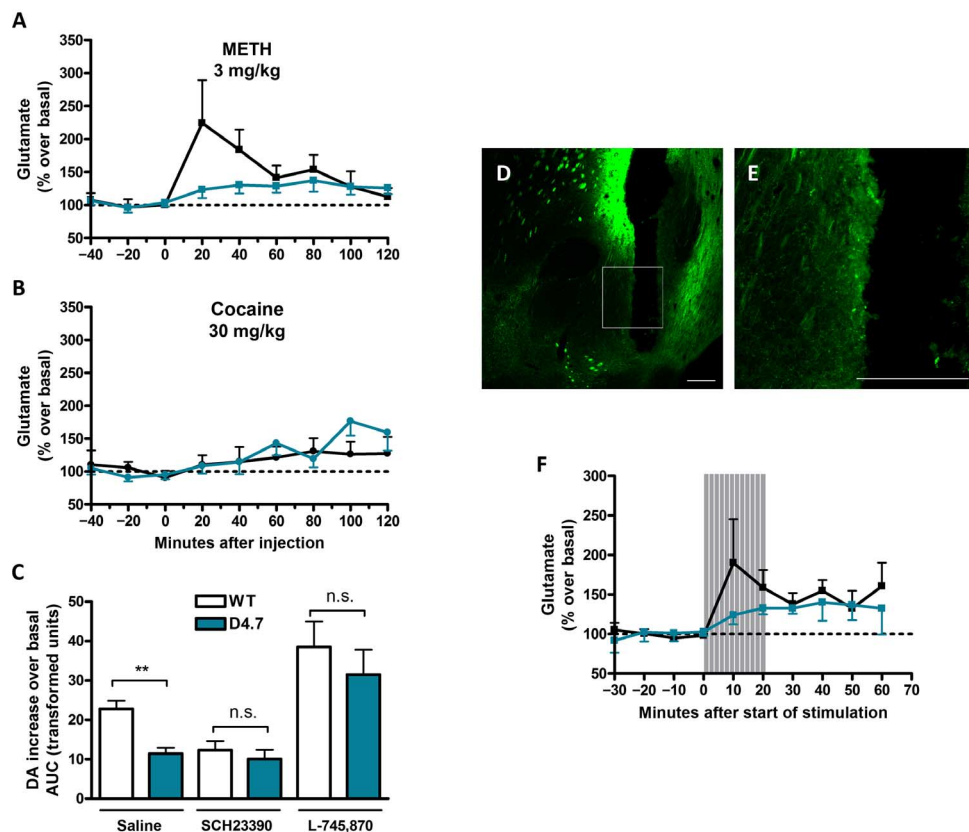 A
METH
3 mg/kg
Glutamate
(% over basal)
350
300
250
200
150
100
50
−40 −20 0 20 40 60 80 100 120
B
Cocaine
30 mg/kg
Glutamate
(% over basal)
350
300
250
200
150
100
50
−40 −20 0 20 40 60 80 100 120
Minutes after injection
C
WT
D4.7
DA increase over basal
AUC (transformed units)
50
40
30
20
10
0
**
n.s.
n.s.
Saline SCH23390 L-745,870
D
E
F
Glutamate
(% over basal)
300
250
200
150
100
50
−30 −20 −10 0 10 20 30 40 50 60 70
Minutes after start of stimulation